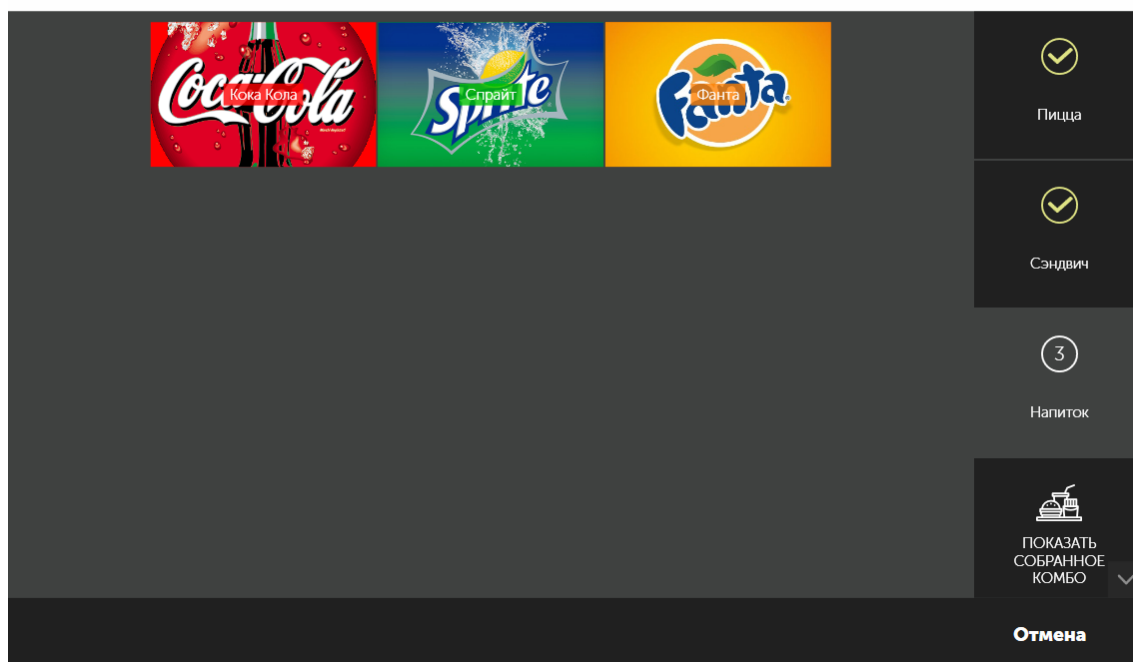 Coca-Cola
Кока Кола
Sprite
Спрайт
Fanta
Фанта
Пицца
Сэндвич
3
Напиток
ПОКАЗАТЬ
СОБРАННОЕ
КОМБО
Отмена